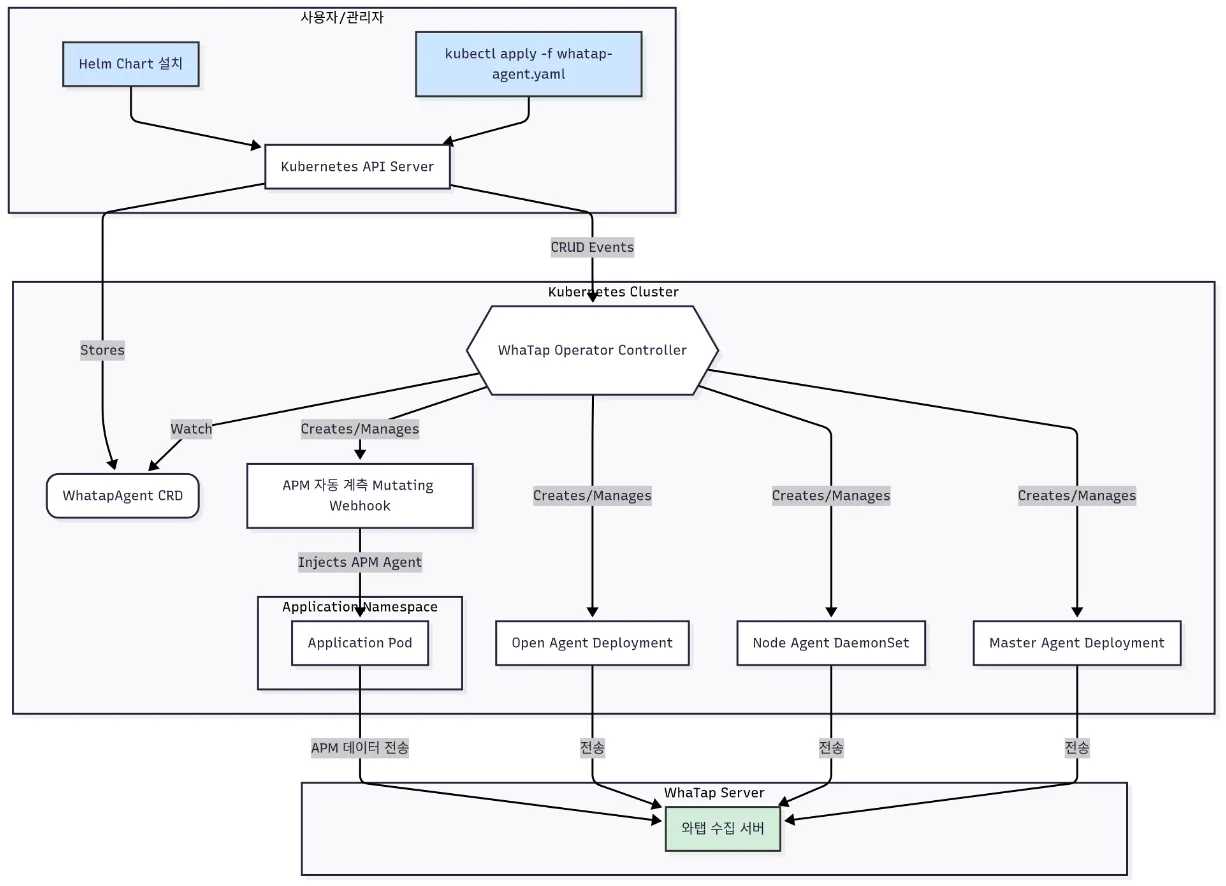 사용자/관리자
Helm Chart 설치
kubectl apply -f whatap-
agent.yaml
Kubernetes API Server
CRUD Events
Kubernetes Cluster
Stores
WhaTap Operator Controller
Watch
Creates/Manages
WhatapAgent CRD
APM 자동 계측 Mutating
Webhook
Creates/Manages
Creates/Manages
Creates/Manages
Injects APM Agent
Application Namespace
Application Pod
Open Agent Deployment
Node Agent DaemonSet
Master Agent Deployment
APM 데이터 전송
전송
전송
전송
WhaTap Server
와탭 수집 서버